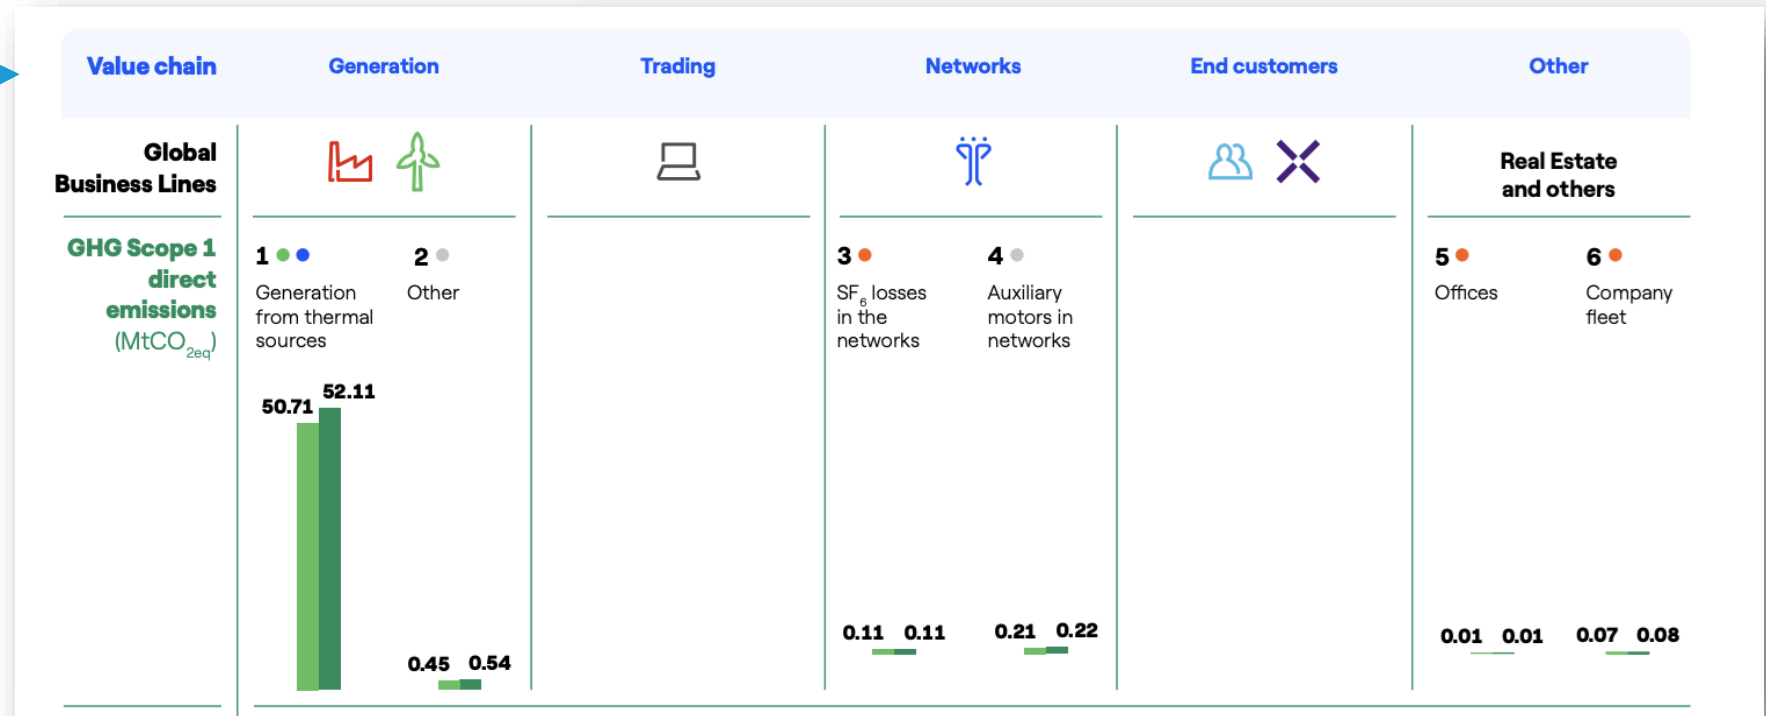 Value chain
Generation
Trading
Networks
End customers
Other
Global
Business Lines
Real Estate
and others
GHG Scope 1
direct
emissions
(MtCO2eq)
1
Generation
from thermal
sources
50.71
52.11
2
Other
0.45
0.54
3
SF6 losses
in the
networks
0.11
0.11
4
Auxiliary
motors in
networks
0.21
0.22
5
Offices
0.01
0.01
6
Company
fleet
0.07
0.08